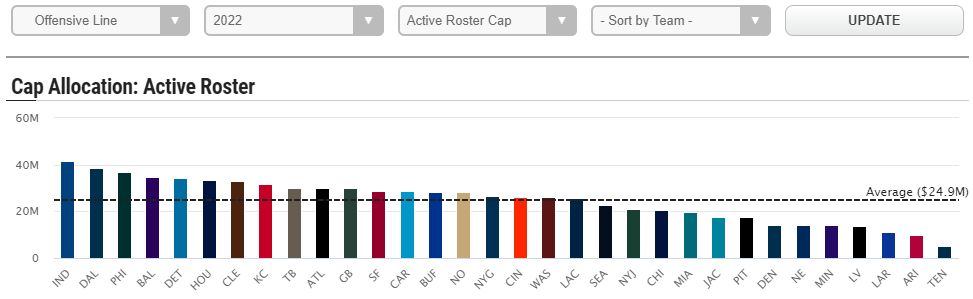 Offensive Line 2022 Active Roster Cap - Sort by Team - UPDATE
Cap Allocation: Active Roster
60M
40M
Average ($24.9M)
20M
0
IND DAL PHI BAL DET HOU CLE KC TB ATL GB SF CAR BUF NO NYG CIN WAS LAC SEA NYJ CHI MIA JAC PIT DEN NE MIN LV LAR ARI TEN